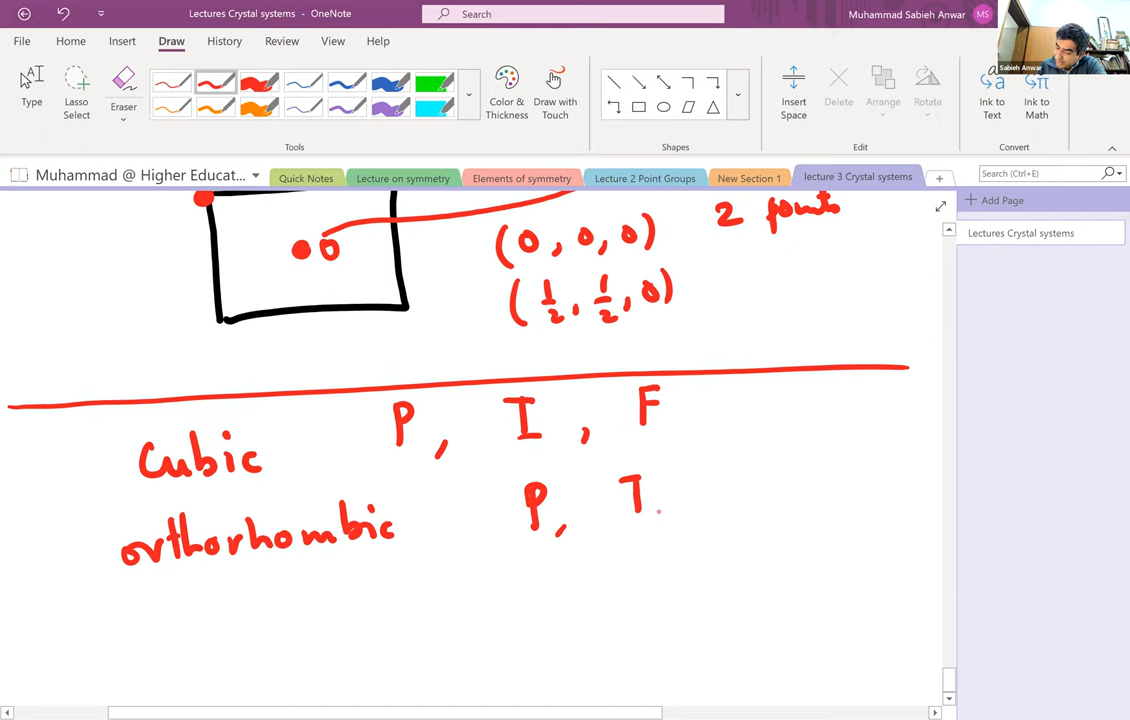 Lectures Crystal systems - OneNote
Search
Muhammad Sabieh Anwar
MS
File Home Insert Draw History Review View Help
Sabieh Anwar
Type
Lasso Select
Eraser
Color & Thickness
Draw with Touch
Insert Space
Delete
Arrange
Rotate
Ink to Text
Ink to Math
Tools
Shapes
Edit
Convert
Muhammad @ Higher Educat...
Quick Notes
Lecture on symmetry
Elements of symmetry
Lecture 2 Point Groups
New Section 1
lecture 3 Crystal systems
Search (Ctrl+E)
Add Page
Lectures Crystal systems
2 points
(0, 0, 0)
(1/2, 1/2, 0)
Cubic P, I, F
orthorhombic P, T